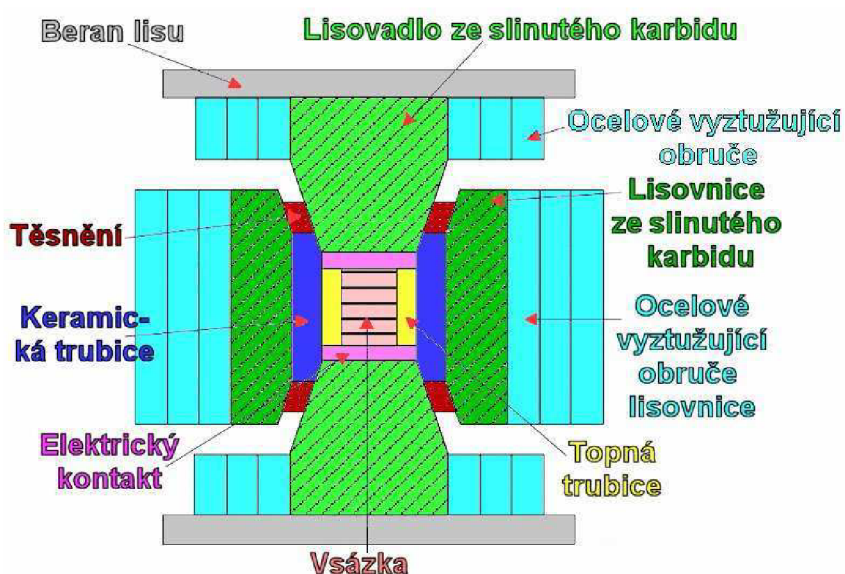 Beran lisu
Lisovadlo ze slinutého karbidu
Ocelové vyztužující
obruče
Lisovnice
ze slinutého
karbidu
Těsnění
Keramic-
ká trubice
Ocelové
vyztužující
obruče
lisovnice
Elektrický
kontakt
Topná
trubice
Vsázka